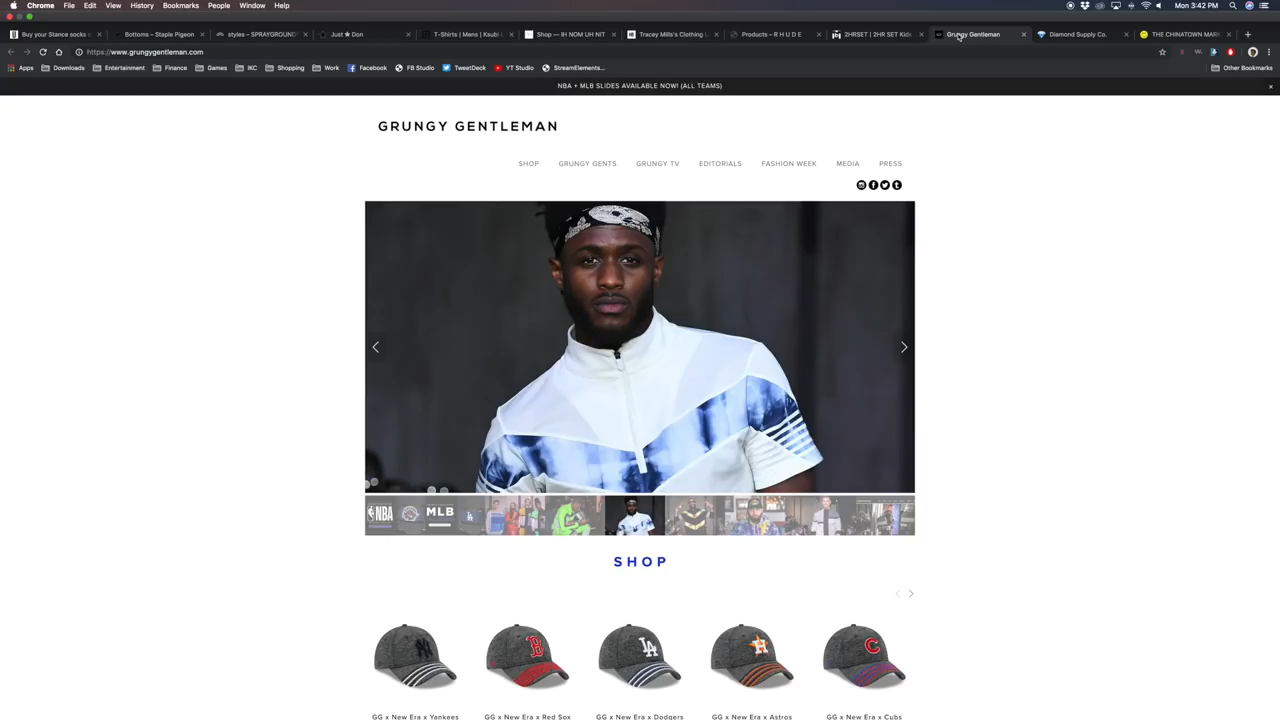 Chrome File Edit View History Bookmarks People Window Help
Mon 3:42 PM
Buy your Stance socks o
Bottoms – Staple Pigeon
styles – SPRAYGROUND
Just ★ Don
T-Shirts | Mens | Ksubi
Shop — IH NOM UH NIT
Tracey Mills's Clothing
Products – R H U D E
2HRSET | 2HR SET Kids
Grungy Gentleman
Diamond Supply Co.
THE CHINATOWN MAR
https://www.grungygentleman.com
Apps Downloads Entertainment Finance Games IKC Shopping Work Facebook FB Studio TweetDeck YT Studio StreamElements... Other Bookmarks
NBA + MLB SLIDES AVAILABLE NOW! (ALL TEAMS)
GRUNGY GENTLEMAN
SHOP GRUNGY GENTS GRUNGY TV EDITORIALS FASHION WEEK MEDIA PRESS
NBA MLB
SHOP
GG x New Era x Yankees
GG x New Era x Red Sox
GG x New Era x Dodgers
GG x New Era x Astros
GG x New Era x Cubs